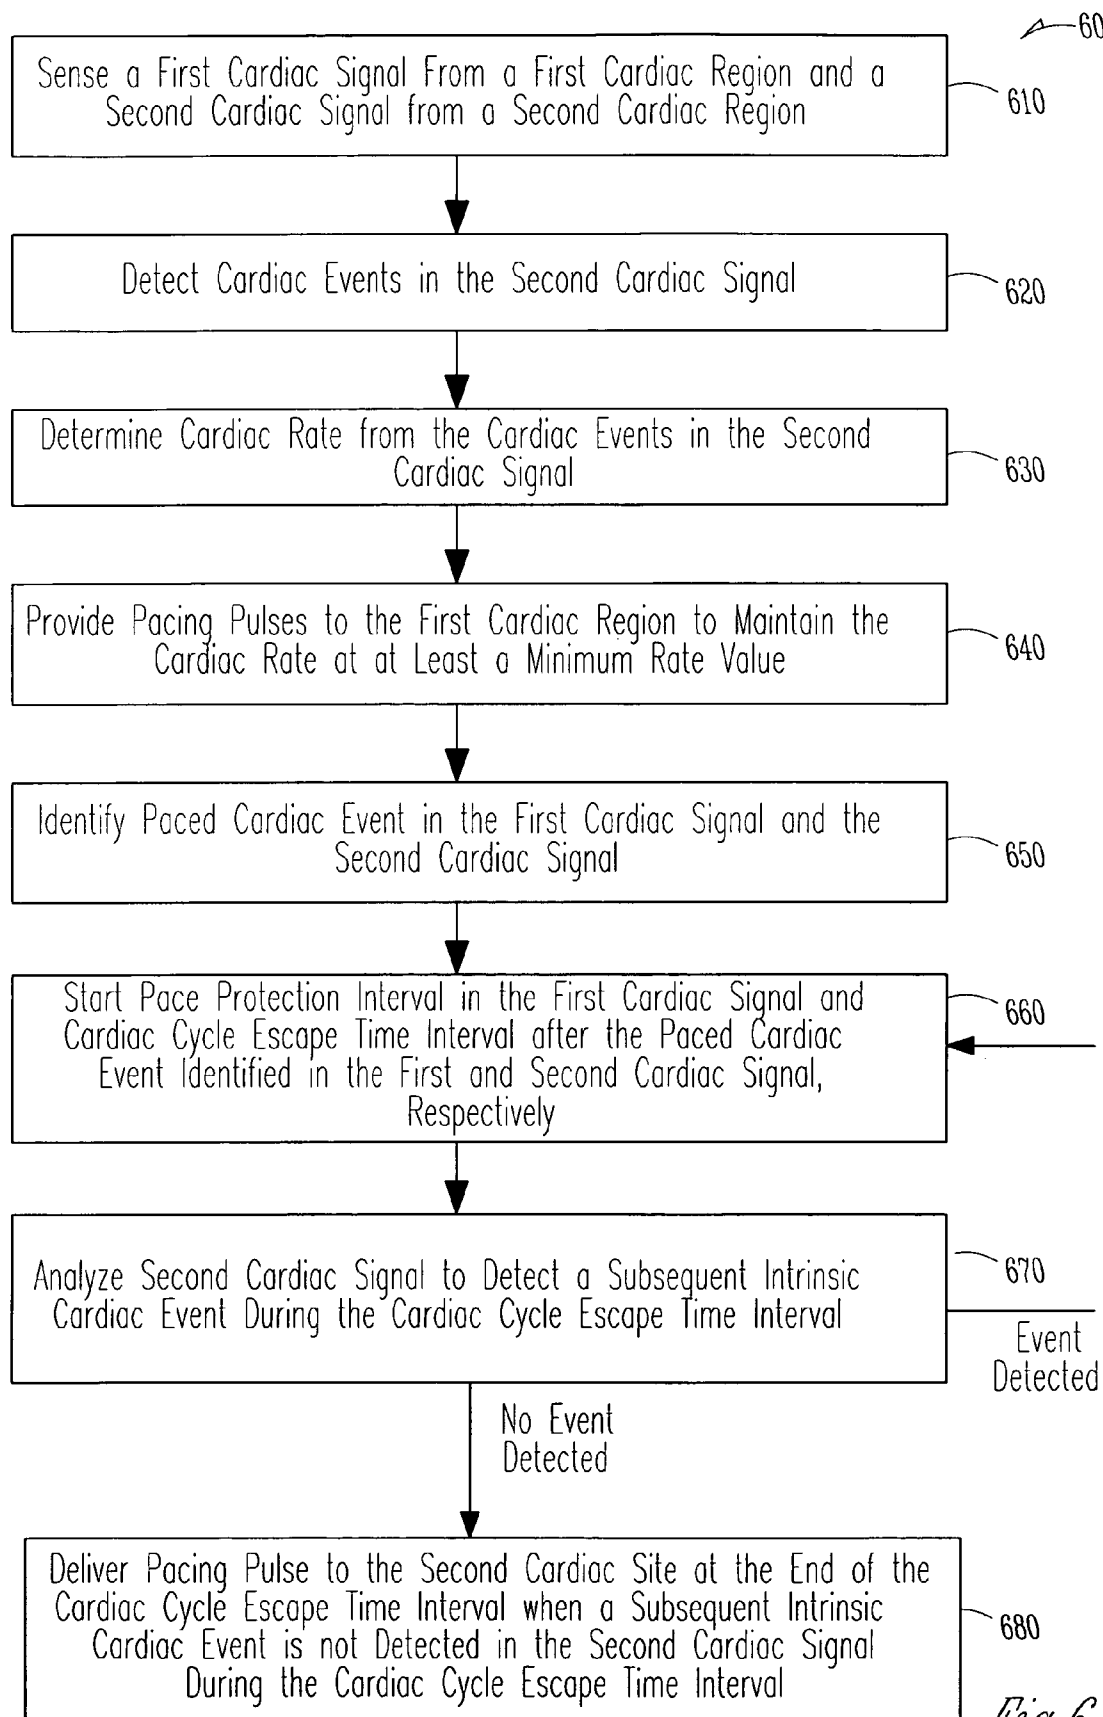 60
Sense a First Cardiac Signal From a First Cardiac Region and a
Second Cardiac Signal from a Second Cardiac Region
610
Detect Cardiac Events in the Second Cardiac Signal
620
Determine Cardiac Rate from the Cardiac Events in the Second
Cardiac Signal
630
Provide Pacing Pulses to the First Cardiac Region to Maintain the
Cardiac Rate at at Least a Minimum Rate Value
640
Identify Paced Cardiac Event in the First Cardiac Signal and the
Second Cardiac Signal
650
Start Pace Protection Interval in the First Cardiac Signal and
Cardiac Cycle Escape Time Interval after the Paced Cardiac
Event Identified in the First and Second Cardiac Signal,
Respectively
660
Analyze Second Cardiac Signal to Detect a Subsequent Intrinsic
Cardiac Event During the Cardiac Cycle Escape Time Interval
670
Event
Detected
No Event
Detected
Deliver Pacing Pulse to the Second Cardiac Site at the End of the
Cardiac Cycle Escape Time Interval when a Subsequent Intrinsic
Cardiac Event is not Detected in the Second Cardiac Signal
During the Cardiac Cycle Escape Time Interval
680
Fig. 6